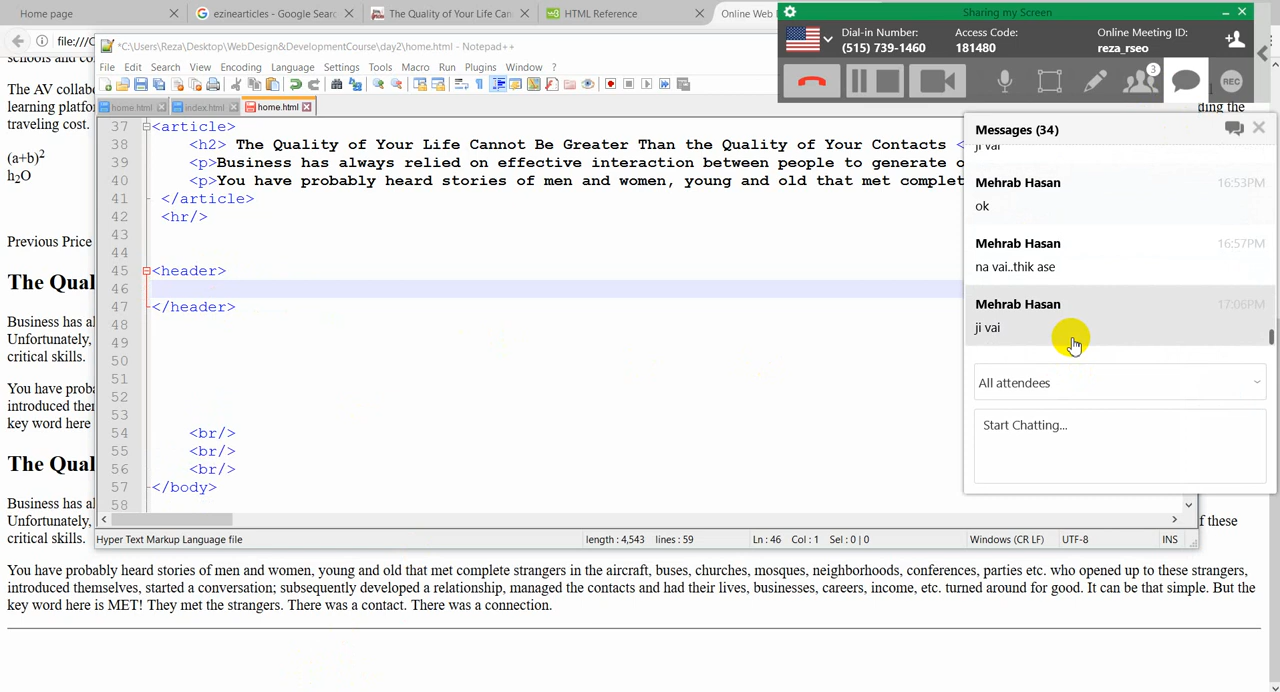 Home page
ezinearticles - Google Searc
The Quality of Your Life Can
HTML Reference
Online Web
Sharing my Screen
file:///C
*C:\Users\Reza\Desktop\WebDesign&DevelopmentCourse\day2\home.html - Notepad++
File Edit Search View Encoding Language Settings Tools Macro Run Plugins Window ?
home.html index.html home.html
Dial-in Number:
(515) 739-1460
Access Code:
181480
Online Meeting ID:
reza_rseo
3
REC
schools and co
The AV collab
learning platfo
traveling cost.
ding the
(a+b)2
h2O
Previous Price
The Qual
Business has al
Unfortunately,
critical skills.
You have proba
introduced them
key word here
The Qual
Business has al
Unfortunately,
critical skills.
f these
37 <article>
38 <h2> The Quality of Your Life Cannot Be Greater Than the Quality of Your Contacts <
39 <p>Business has always relied on effective interaction between people to generate o
40 <p>You have probably heard stories of men and women, young and old that met complet
41 </article>
42 <hr/>
43
44
45 <header>
46
47 </header>
48
49
50
51
52
53
54 <br/>
55 <br/>
56 <br/>
57 </body>
58
Messages (34)
ji vai
Mehrab Hasan 16:53PM
ok
Mehrab Hasan 16:57PM
na vai..thik ase
Mehrab Hasan 17:06PM
ji vai
All attendees
Start Chatting...
Hyper Text Markup Language file length : 4,543 lines : 59 Ln : 46 Col : 1 Sel : 0 | 0 Windows (CR LF) UTF-8 INS
You have probably heard stories of men and women, young and old that met complete strangers in the aircraft, buses, churches, mosques, neighborhoods, conferences, parties etc. who opened up to these strangers,
introduced themselves, started a conversation; subsequently developed a relationship, managed the contacts and had their lives, businesses, careers, income, etc. turned around for good. It can be that simple. But the
key word here is MET! They met the strangers. There was a contact. There was a connection.